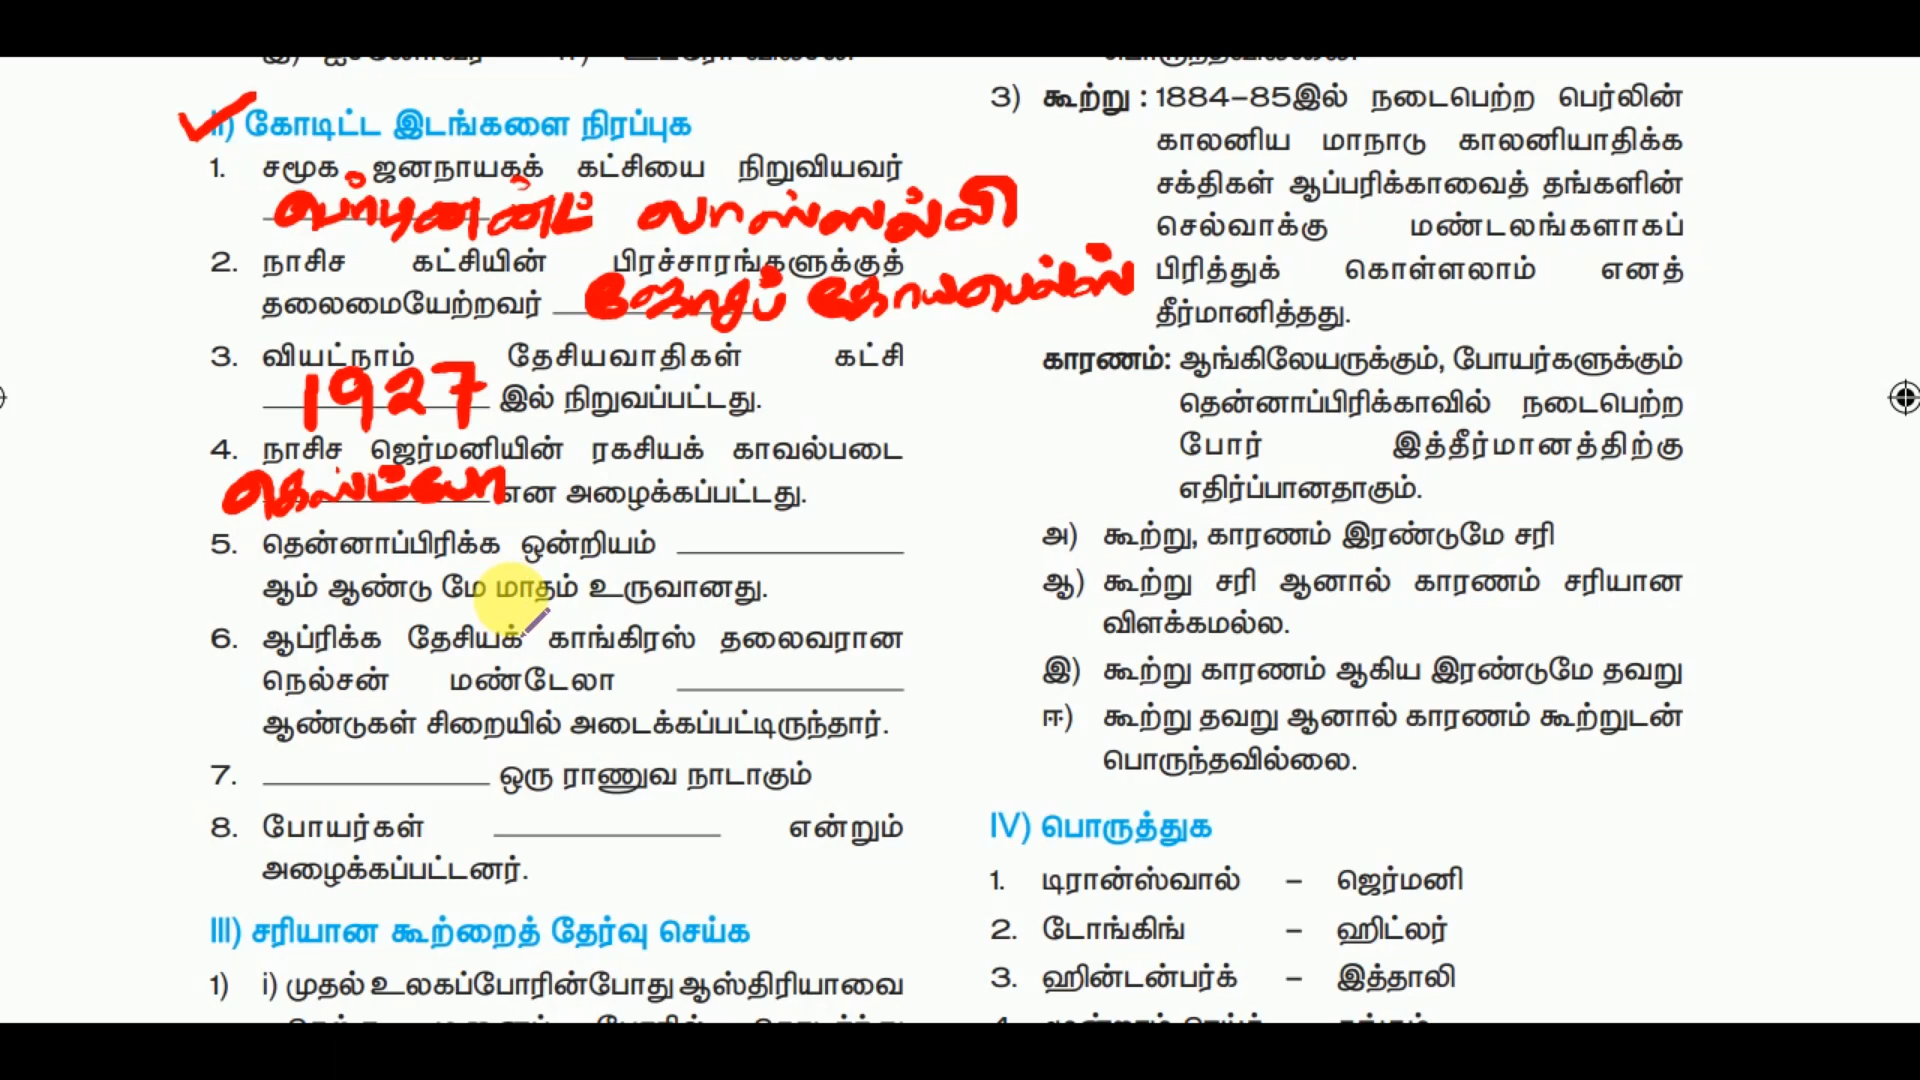 II) கோடிட்ட இடங்களை நிரப்புக
1. சமூக ஜனநாயகக் கட்சியை நிறுவியவர்
பெர்டினன்ட் லாஸ்ஸல்வி
2. நாசிச கட்சியின் பிரச்சாரங்களுக்குத்
தலைமையேற்றவர் ஜோசப் கோயபெல்ஸ்
3. வியட்நாம் தேசியவாதிகள் கட்சி
1927 இல் நிறுவப்பட்டது.
4. நாசிச ஜெர்மனியின் ரகசியக் காவல்படை
கெஸ்டபோ என அழைக்கப்பட்டது.
5. தென்னாப்பிரிக்க ஒன்றியம் ____________
ஆம் ஆண்டு மே மாதம் உருவானது.
6. ஆப்ரிக்க தேசியக் காங்கிரஸ் தலைவரான
நெல்சன் மண்டேலா ____________
ஆண்டுகள் சிறையில் அடைக்கப்பட்டிருந்தார்.
7. ____________ ஒரு ராணுவ நாடாகும்
8. போயர்கள் ____________ என்றும்
அழைக்கப்பட்டனர்.
III) சரியான கூற்றைத் தேர்வு செய்க
1) i) முதல் உலகப்போரின்போது ஆஸ்திரியாவை
3) கூற்று : 1884–85இல் நடைபெற்ற பெர்லின்
காலனிய மாநாடு காலனியாதிக்க
சக்திகள் ஆப்பரிக்காவைத் தங்களின்
செல்வாக்கு மண்டலங்களாகப்
பிரித்துக் கொள்ளலாம் எனத்
தீர்மானித்தது.
காரணம்: ஆங்கிலேயருக்கும், போயர்களுக்கும்
தென்னாப்பிரிக்காவில் நடைபெற்ற
போர் இத்தீர்மானத்திற்கு
எதிர்ப்பானதாகும்.
அ) கூற்று, காரணம் இரண்டுமே சரி
ஆ) கூற்று சரி ஆனால் காரணம் சரியான
விளக்கமல்ல.
இ) கூற்று காரணம் ஆகிய இரண்டுமே தவறு
ஈ) கூற்று தவறு ஆனால் காரணம் கூற்றுடன்
பொருந்தவில்லை.
IV) பொருத்துக
1. டிரான்ஸ்வால் – ஜெர்மனி
2. டோங்கிங் – ஹிட்லர்
3. ஹின்டன்பர்க் – இத்தாலி